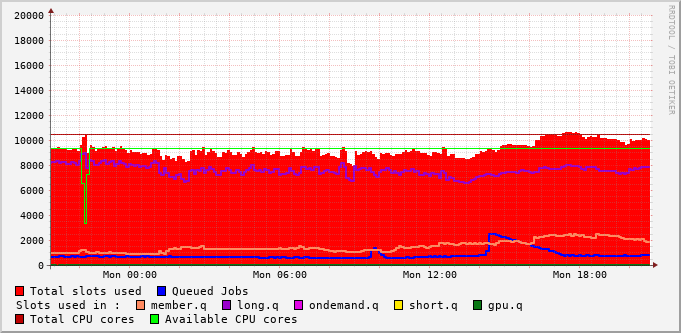 20000
18000
16000
14000
12000
10000
8000
6000
4000
2000
0
Mon 00:00 Mon 06:00 Mon 12:00 Mon 18:00
Total slots used Queued Jobs
Slots used in : member.q long.q ondemand.q short.q gpu.q
Total CPU cores Available CPU cores
RRDTOOL / TOBI OETIKER